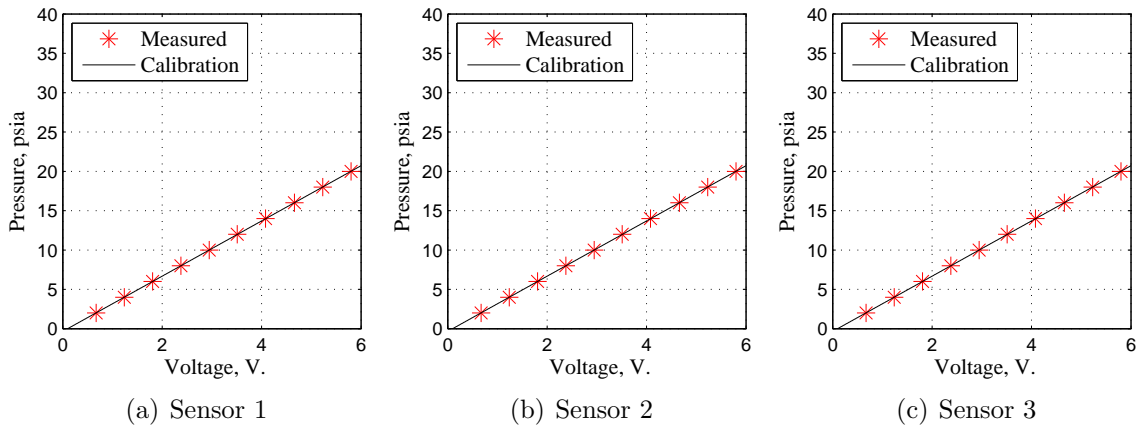 40
35
30
25
20
15
10
5
0
Pressure, psia
Measured
Calibration
0 2 4 6
Voltage, V.
(a) Sensor 1
40
35
30
25
20
15
10
5
0
Pressure, psia
Measured
Calibration
0 2 4 6
Voltage, V.
(b) Sensor 2
40
35
30
25
20
15
10
5
0
Pressure, psia
Measured
Calibration
0 2 4 6
Voltage, V.
(c) Sensor 3